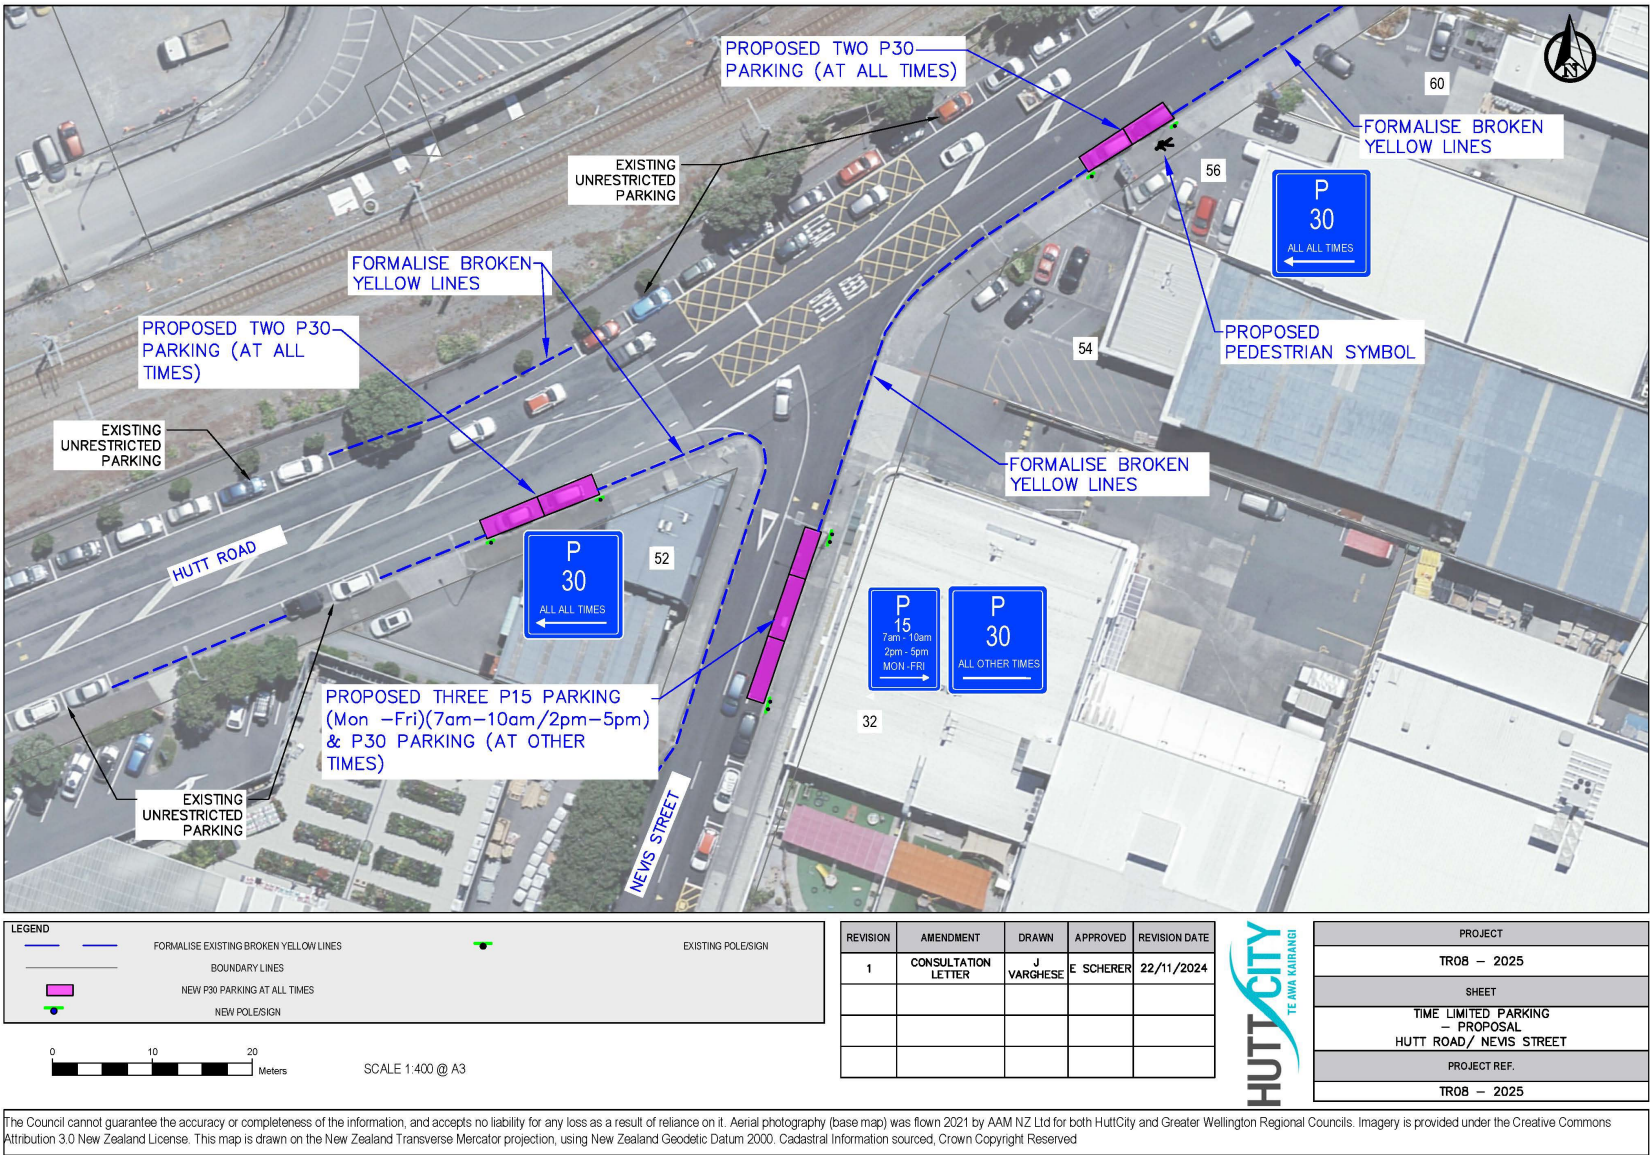 PROPOSED TWO P30
PARKING (AT ALL TIMES)
60
FORMALISE BROKEN
YELLOW LINES
EXISTING
UNRESTRICTED
PARKING
56
P
30
ALL ALL TIMES
N
FORMALISE BROKEN
YELLOW LINES
CLEAR
KEEP
CLEAR
PROPOSED TWO P30
PARKING (AT ALL
TIMES)
PROPOSED
PEDESTRIAN SYMBOL
54
EXISTING
UNRESTRICTED
PARKING
FORMALISE BROKEN
YELLOW LINES
HUTT ROAD
P
30
ALL ALL TIMES
52
P
15
7am - 10am
2pm - 5pm
MON -FRI
P
30
ALL OTHER TIMES
PROPOSED THREE P15 PARKING
(Mon –Fri)(7am–10am/2pm–5pm)
& P30 PARKING (AT OTHER
TIMES)
32
EXISTING
UNRESTRICTED
PARKING
NEVIS STREET
LEGEND
FORMALISE EXISTING BROKEN YELLOW LINES
EXISTING POLE/SIGN
BOUNDARY LINES
NEW P30 PARKING AT ALL TIMES
NEW POLE/SIGN
0 10 20
Meters
SCALE 1:400 @ A3
REVISION AMENDMENT DRAWN APPROVED REVISION DATE
1 CONSULTATION LETTER J VARGHESE E SCHERER 22/11/2024
HUTT CITY
TE AWA KAIRANGI
PROJECT
TR08 – 2025
SHEET
TIME LIMITED PARKING
– PROPOSAL
HUTT ROAD/ NEVIS STREET
PROJECT REF.
TR08 – 2025
The Council cannot guarantee the accuracy or completeness of the information, and accepts no liability for any loss as a result of reliance on it. Aerial photography (base map) was flown 2021 by AAM NZ Ltd for both HuttCity and Greater Wellington Regional Councils. Imagery is provided under the Creative Commons
Attribution 3.0 New Zealand License. This map is drawn on the New Zealand Transverse Mercator projection, using New Zealand Geodetic Datum 2000. Cadastral Information sourced, Crown Copyright Reserved